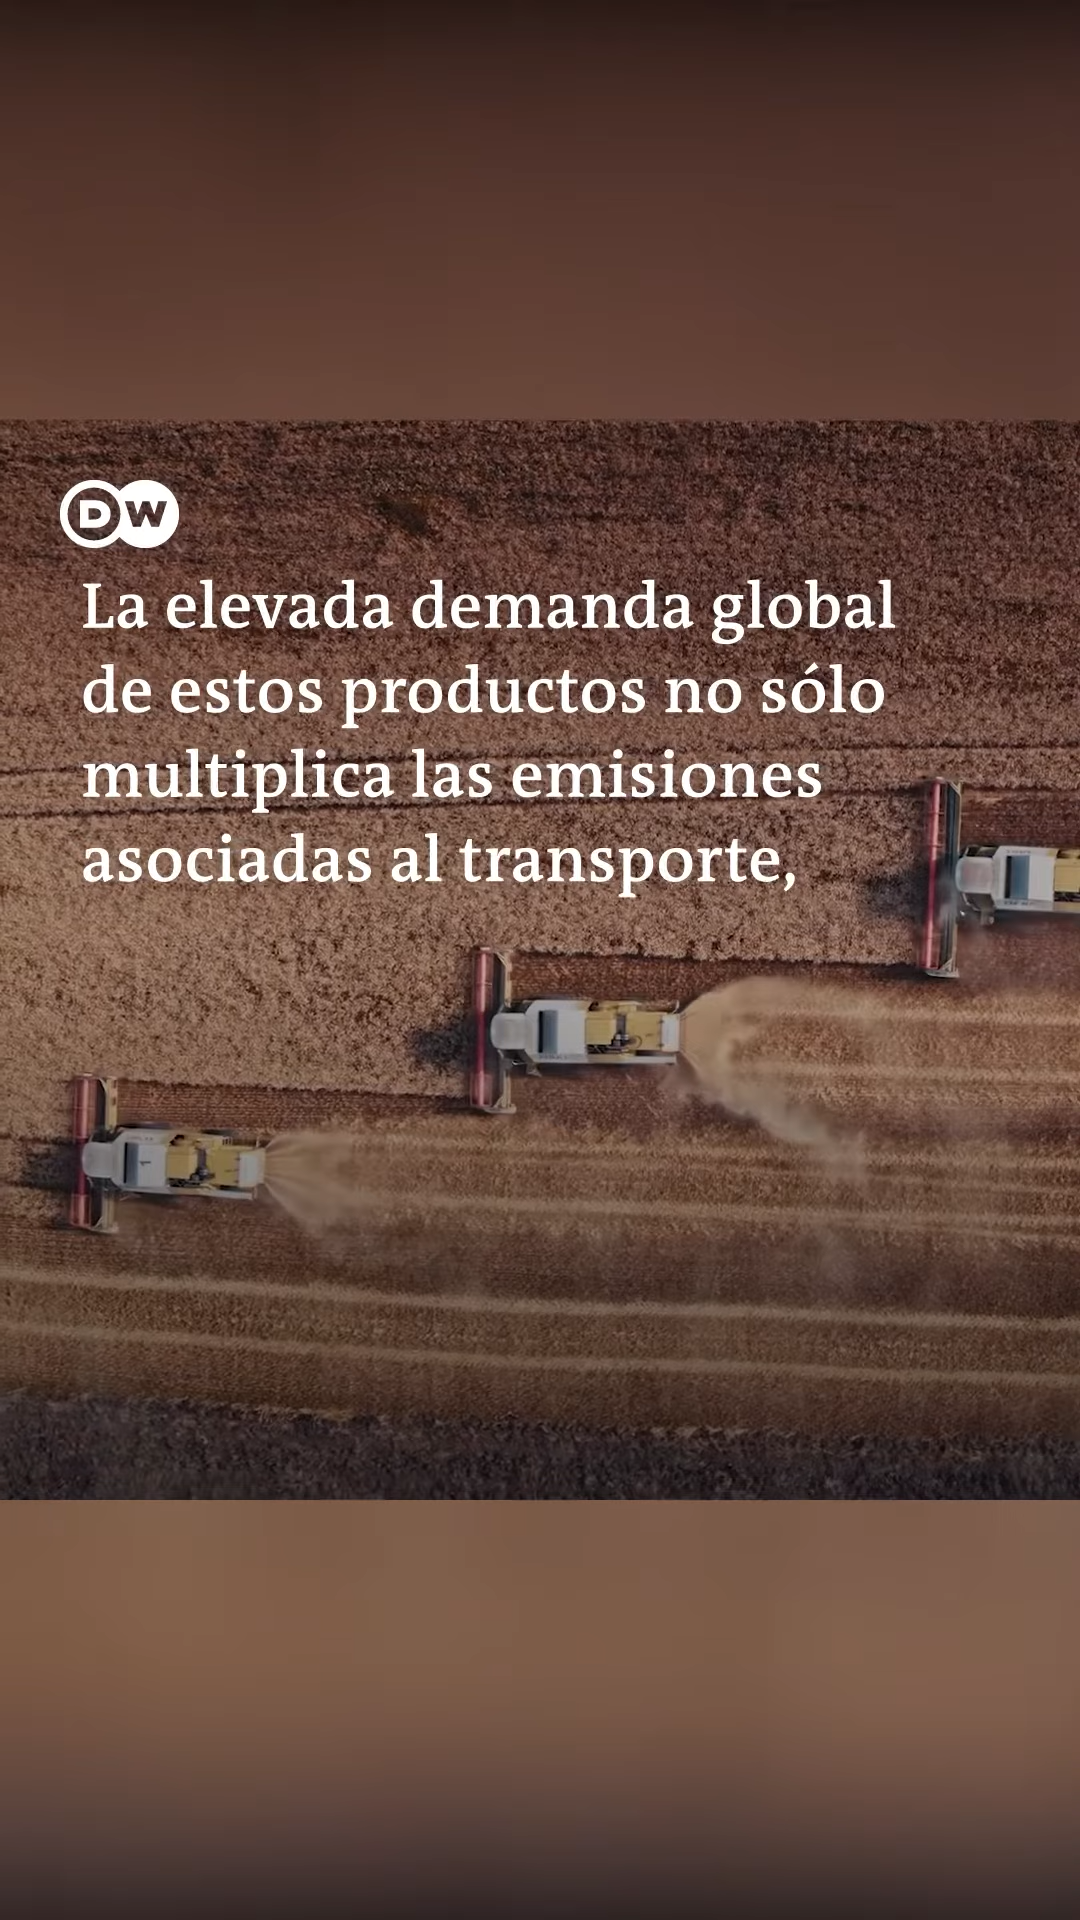 DW
La elevada demanda global
de estos productos no sólo
multiplica las emisiones
asociadas al transporte,